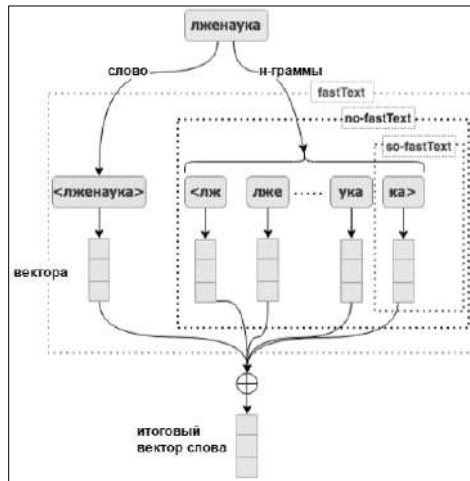 лженаука
слово
н-граммы
fastText
no-fastText
so-fastText
<лженаука>
<лж
лже
ука
ка>
вектора
итоговый
вектор слова